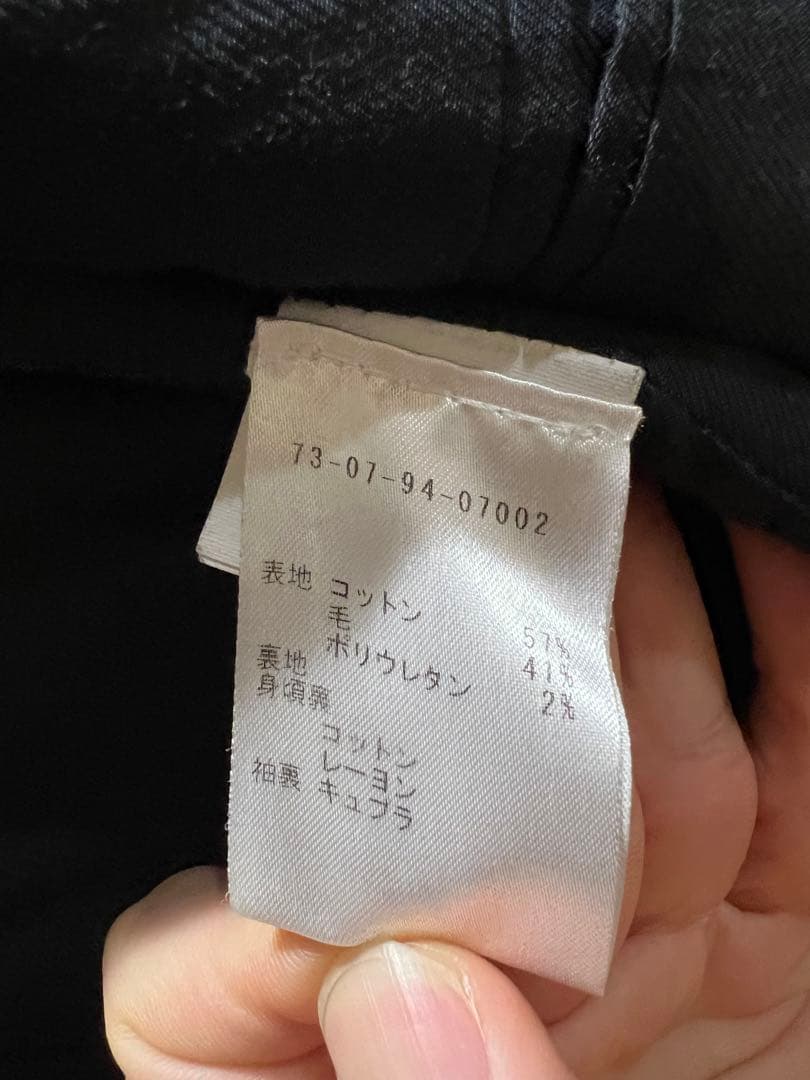 73-07-94-07002
表地 コットン 57%
毛 41%
ポリウレタン 2%
裏地
身頃裏
コットン
レーヨン
袖裏 キュプラ